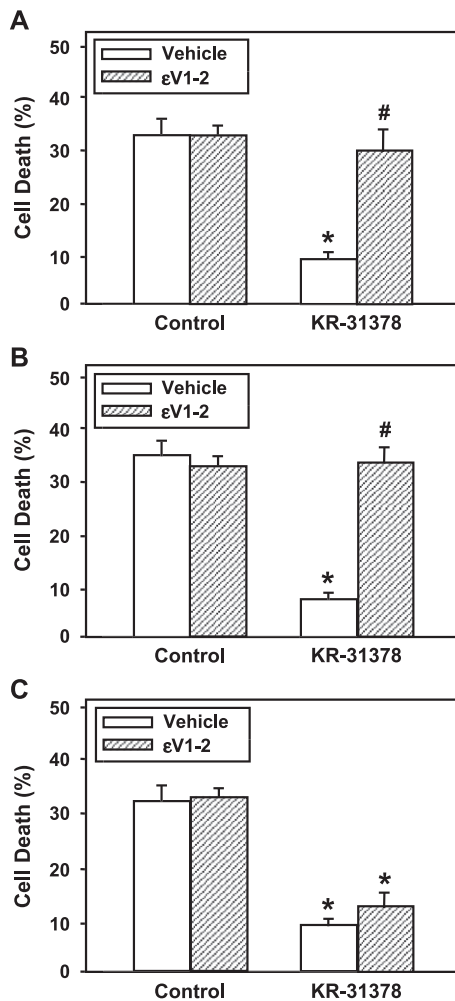 A
Cell Death (%)
50
40
30
20
10
0
Vehicle
εV1-2
*
#
Control
KR-31378
B
Cell Death (%)
50
40
30
20
10
0
Vehicle
εV1-2
*
#
Control
KR-31378
C
Cell Death (%)
50
40
30
20
10
0
Vehicle
εV1-2
*
*
Control
KR-31378